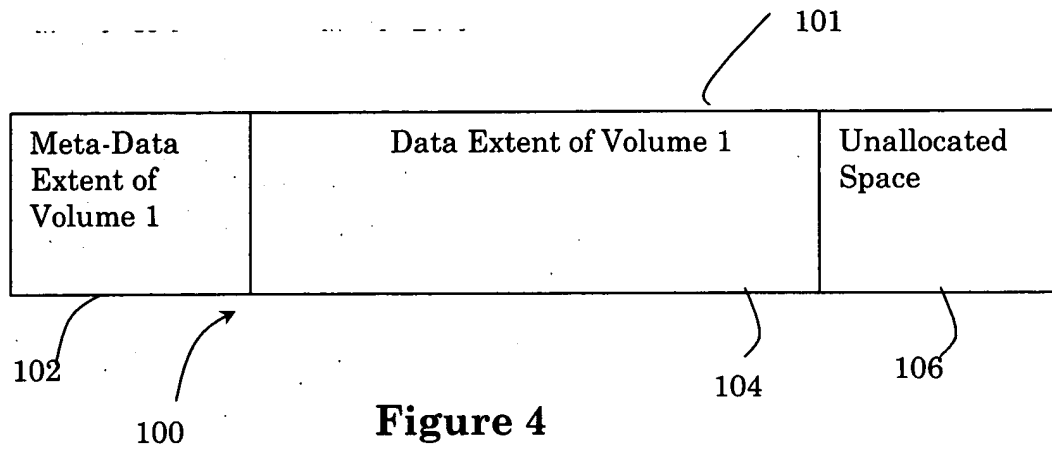 101
Meta-Data
Extent of
Volume 1
Data Extent of Volume 1
Unallocated
Space
102
100
104
106
Figure 4